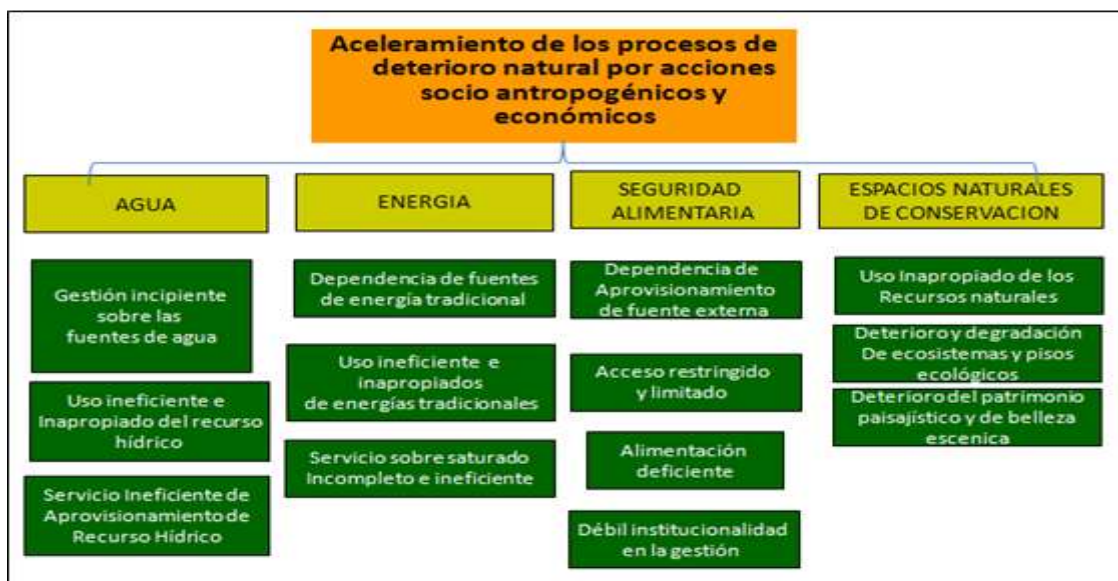 Aceleramiento de los procesos de
deterioro natural por acciones
socio antropogénicos y
económicos
AGUA
ENERGIA
SEGURIDAD
ALIMENTARIA
ESPACIOS NATURALES
DE CONSERVACION
Gestión incipiente
sobre las
fuentes de agua
Uso ineficiente e
Inapropiado del recurso
hídrico
Servicio Ineficiente de
Aprovisionamiento de
Recurso Hídrico
Dependencia de fuentes
de energía tradicional
Uso ineficiente e
inapropiados
de energías tradicionales
Servicio sobre saturado
Incompleto e ineficiente
Dependencia de
Aprovisionamiento
de fuente externa
Acceso restringido
y limitado
Alimentación
deficiente
Débil institucionalidad
en la gestión
Uso Inapropiado de los
Recursos naturales
Deterioro y degradación
De ecosistemas y pisos
ecológicos
Deterioro del patrimonio
paisajístico y de belleza
escenica